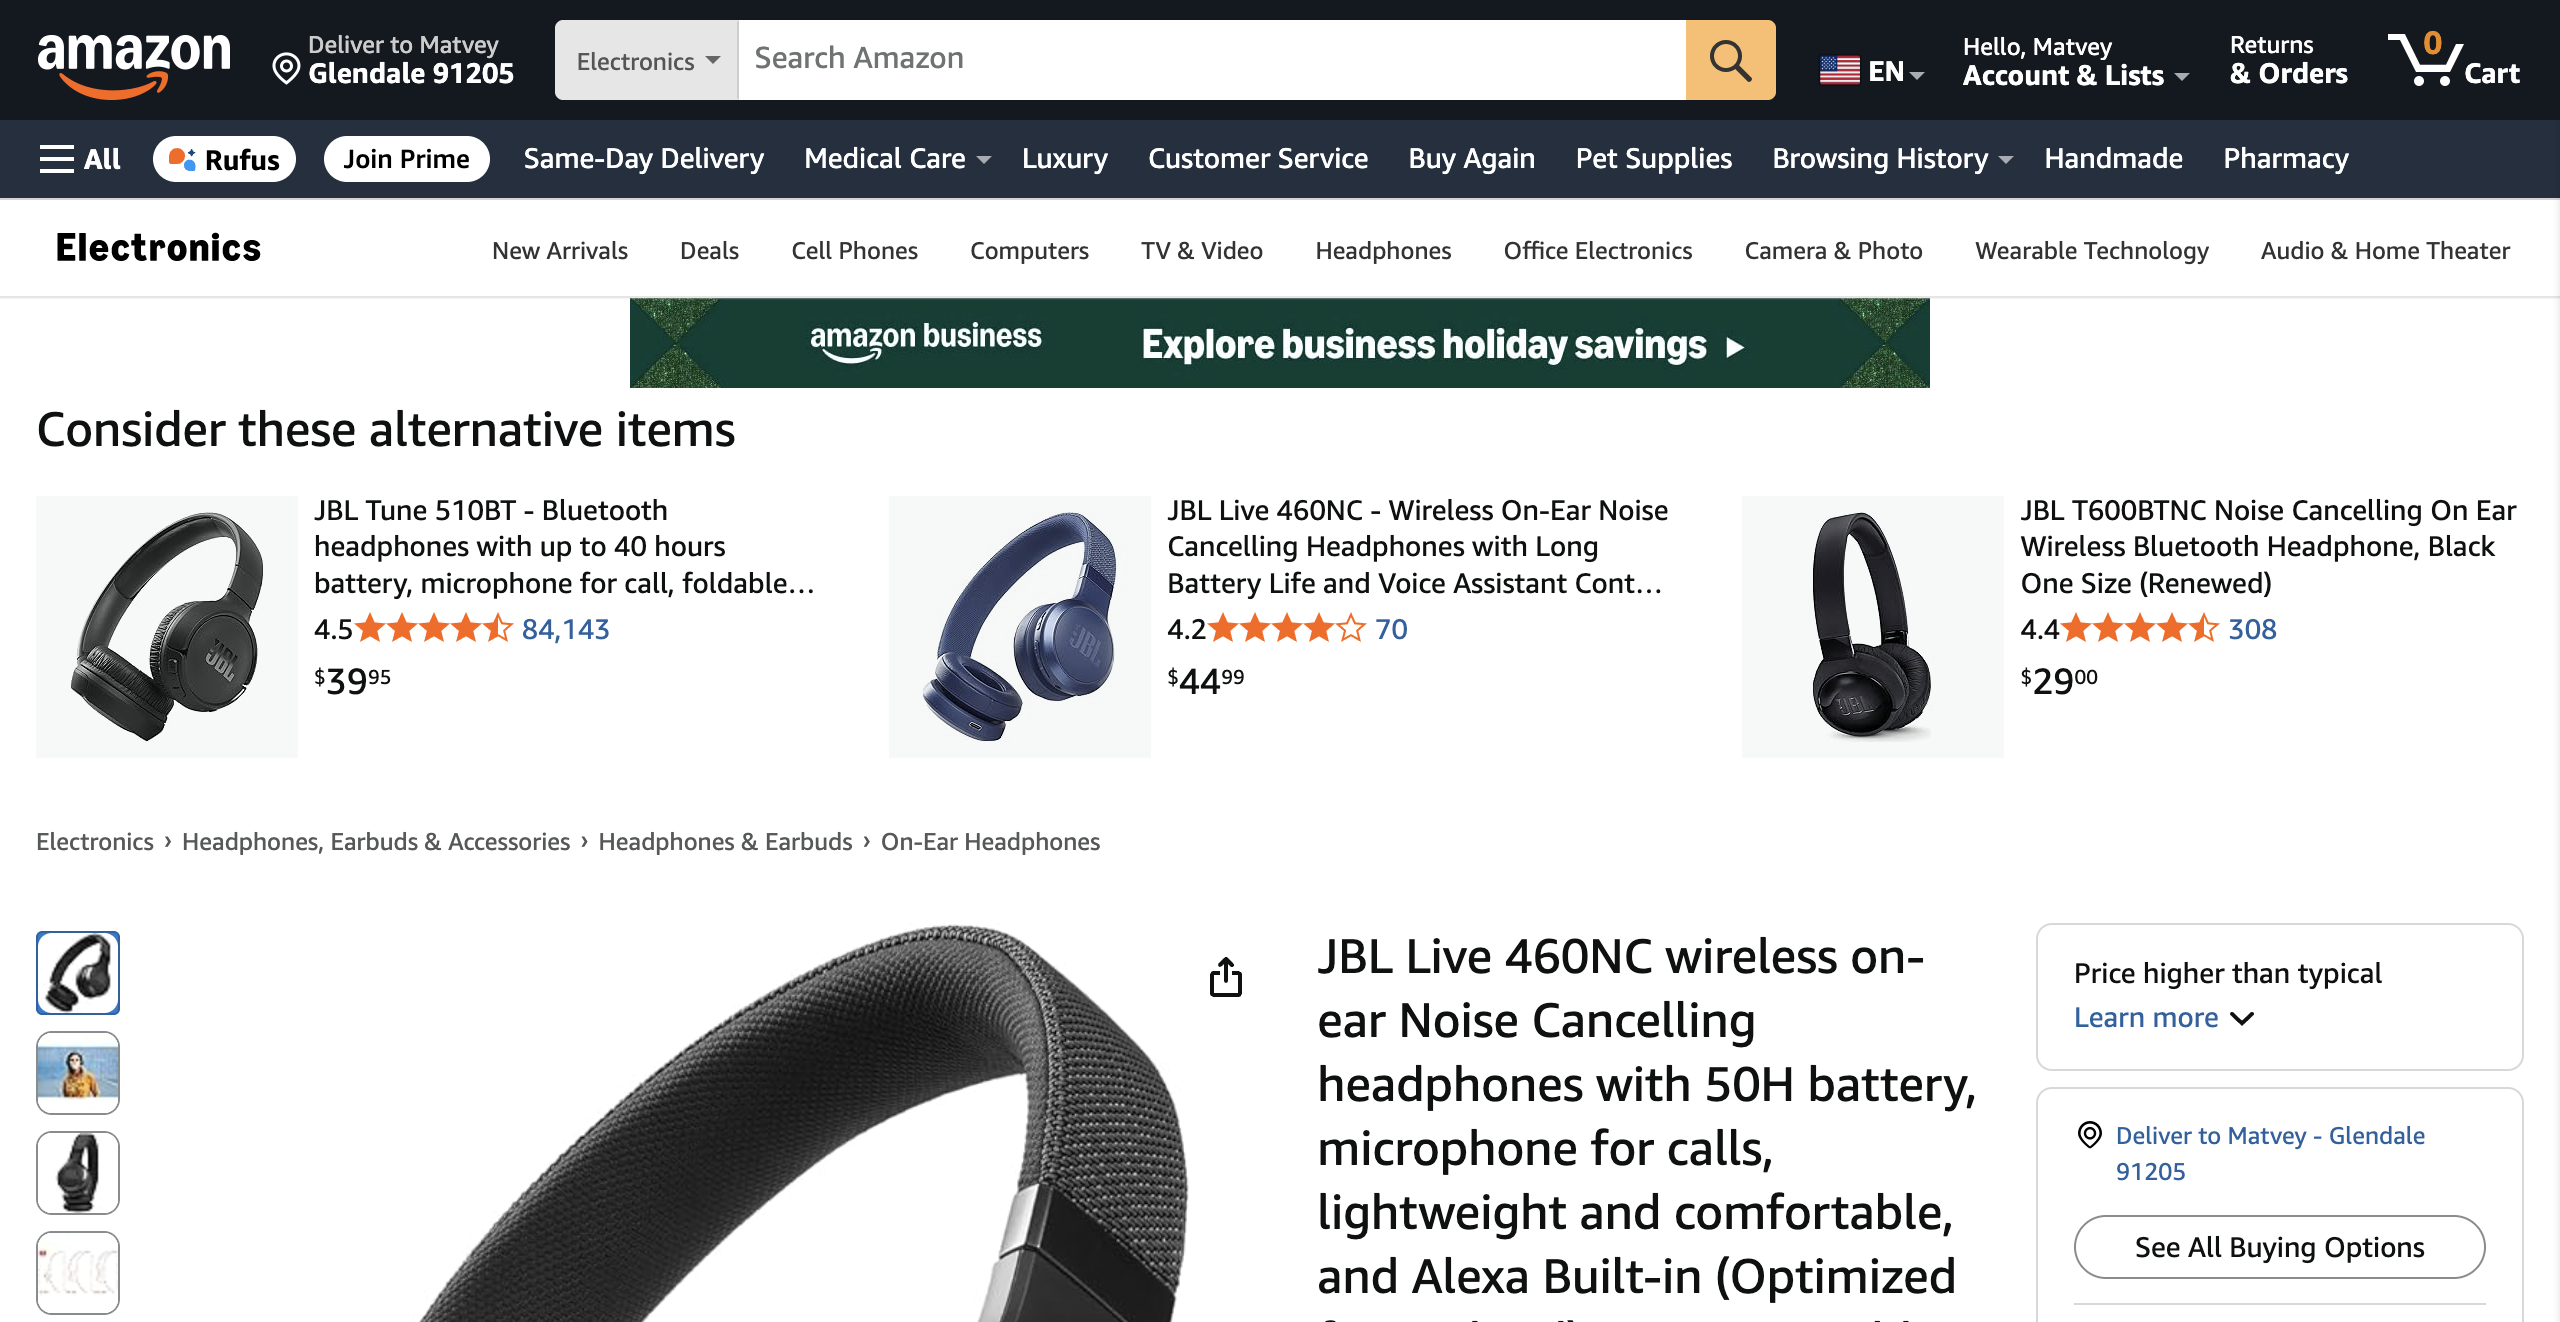 amazon
Deliver to Matvey
Glendale 91205
Electronics
Search Amazon
EN
Hello, Matvey
Account & Lists
Returns
& Orders
0
Cart
All
Rufus
Join Prime
Same-Day Delivery
Medical Care
Luxury
Customer Service
Buy Again
Pet Supplies
Browsing History
Handmade
Pharmacy
Electronics
New Arrivals
Deals
Cell Phones
Computers
TV & Video
Headphones
Office Electronics
Camera & Photo
Wearable Technology
Audio & Home Theater
amazon business
Explore business holiday savings
Consider these alternative items
JBL
JBL Tune 510BT - Bluetooth
headphones with up to 40 hours
battery, microphone for call, foldable...
4.5 84,143
$39 95
JBL
JBL Live 460NC - Wireless On-Ear Noise
Cancelling Headphones with Long
Battery Life and Voice Assistant Cont...
4.2 70
$44 99
JBL
JBL T600BTNC Noise Cancelling On Ear
Wireless Bluetooth Headphone, Black
One Size (Renewed)
4.4 308
$29 00
Electronics › Headphones, Earbuds & Accessories › Headphones & Earbuds › On-Ear Headphones
JBL Live 460NC wireless on-
ear Noise Cancelling
headphones with 50H battery,
microphone for calls,
lightweight and comfortable,
and Alexa Built-in (Optimized
Price higher than typical
Learn more
Deliver to Matvey - Glendale
91205
See All Buying Options